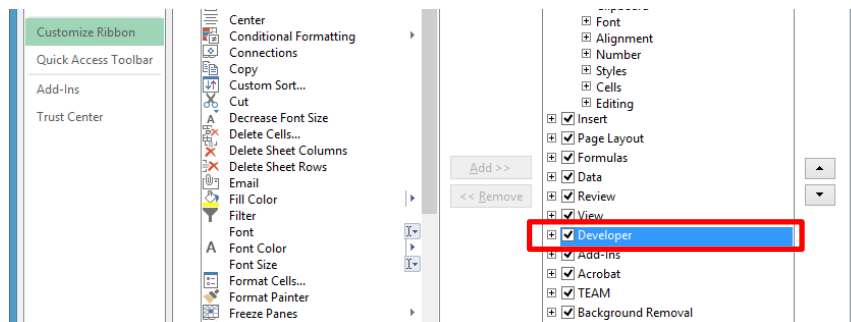 Customize Ribbon
Quick Access Toolbar
Add-Ins
Trust Center
Center
Conditional Formatting
Connections
Copy
Custom Sort...
Cut
Decrease Font Size
Delete Cells...
Delete Sheet Columns
Delete Sheet Rows
Email
Fill Color
Filter
Font
Font Color
Font Size
Format Cells...
Format Painter
Freeze Panes
Add >>
<< Remove
Clipboard
Font
Alignment
Number
Styles
Cells
Editing
Insert
Page Layout
Formulas
Data
Review
View
Developer
Add-Ins
Acrobat
TEAM
Background Removal